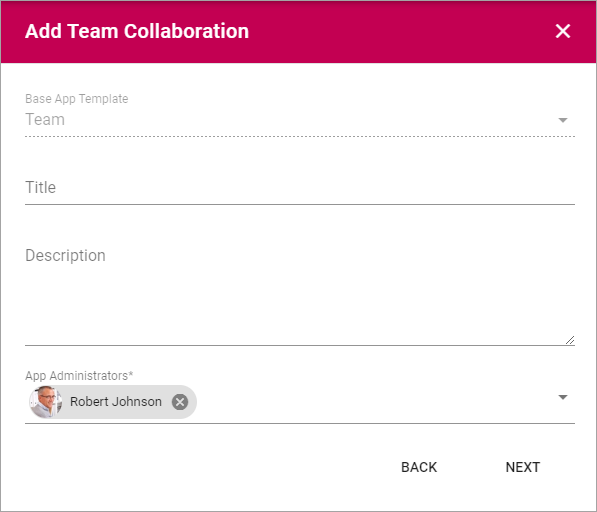 Add Team Collaboration
Base App Template
Team
Title
Description
App Administrators*
Robert Johnson
BACK NEXT